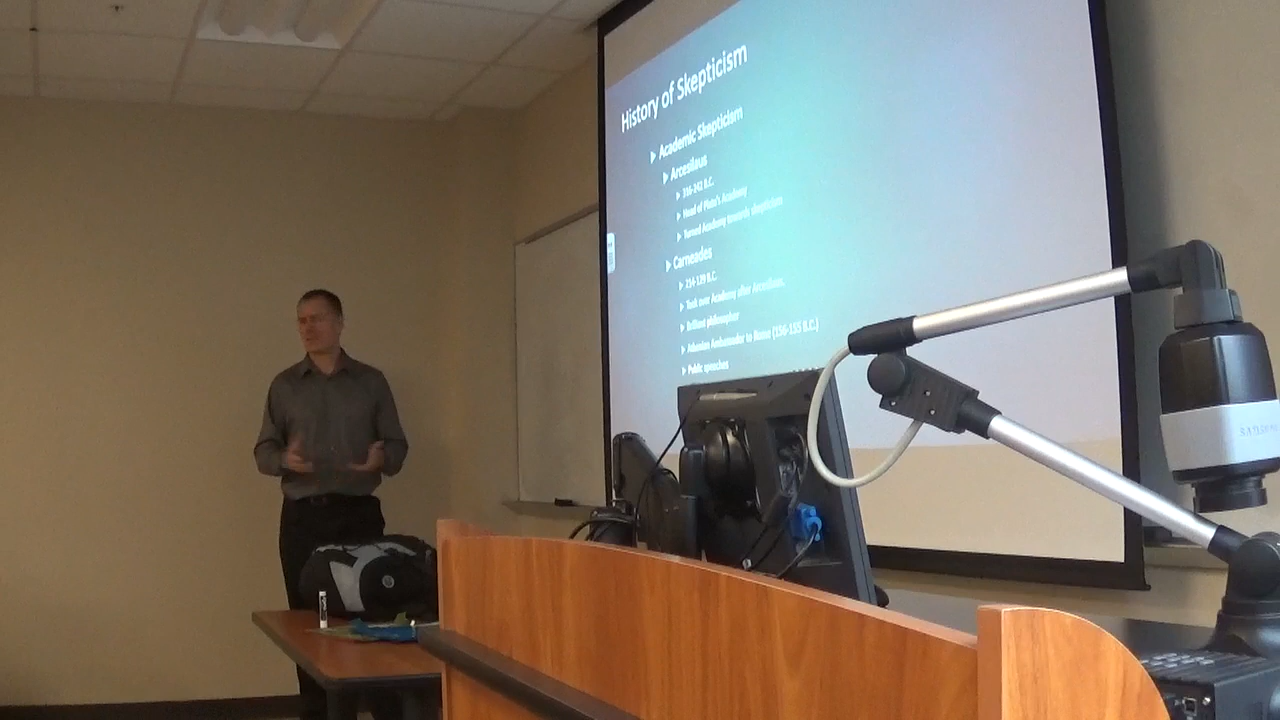 History of Skepticism
Academic Skepticism
Arcesilaus
316-241 B.C.
Head of Plato's Academy
Turned Academy towards skepticism
Carneades
214-129 B.C.
Took over Academy after Arcesilaus
Brilliant philosopher
Athenian Ambassador to Rome (156-155 B.C.)
Public speeches
SAMSUNG